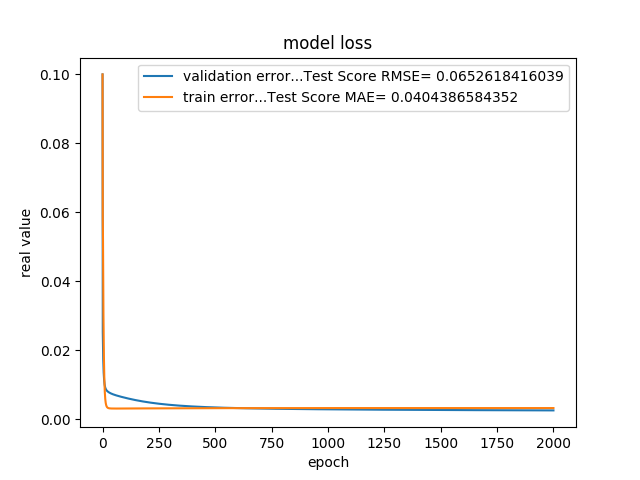 model loss
validation error...Test Score RMSE= 0.0652618416039
train error...Test Score MAE= 0.0404386584352
real value
0.10
0.08
0.06
0.04
0.02
0.00
0 250 500 750 1000 1250 1500 1750 2000
epoch